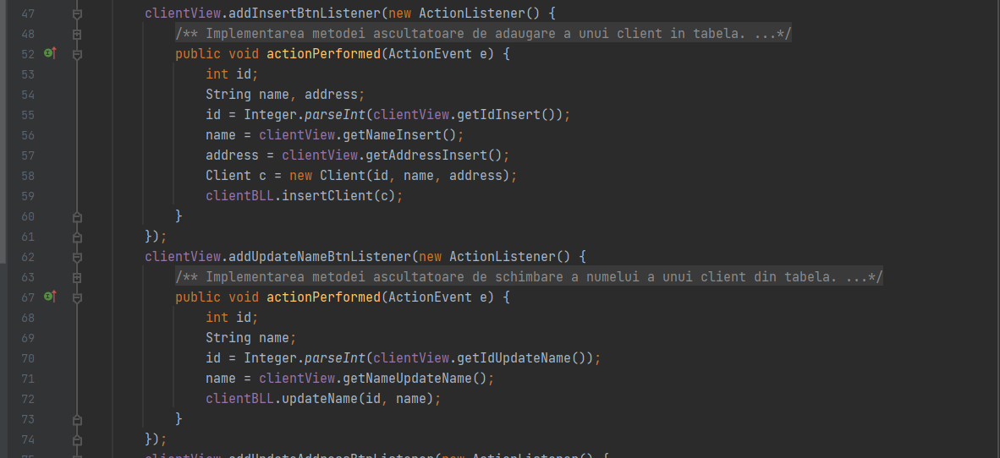 47 clientView.addInsertBtnListener(new ActionListener() {
48 /** Implementarea metodei ascultatoare de adaugare a unui client in tabela. ...*/
52 public void actionPerformed(ActionEvent e) {
53 int id;
54 String name, address;
55 id = Integer.parseInt(clientView.getIdInsert());
56 name = clientView.getNameInsert();
57 address = clientView.getAddressInsert();
58 Client c = new Client(id, name, address);
59 clientBLL.insertClient(c);
60 }
61 });
62 clientView.addUpdateNameBtnListener(new ActionListener() {
63 /** Implementarea metodei ascultatoare de schimbare a numelui a unui client din tabela. ...*/
67 public void actionPerformed(ActionEvent e) {
68 int id;
69 String name;
70 id = Integer.parseInt(clientView.getIdUpdateName());
71 name = clientView.getNameUpdateName();
72 clientBLL.updateName(id, name);
73 }
74 });
75 clientView.addUpdateAddressBtnListener(new ActionListener() {